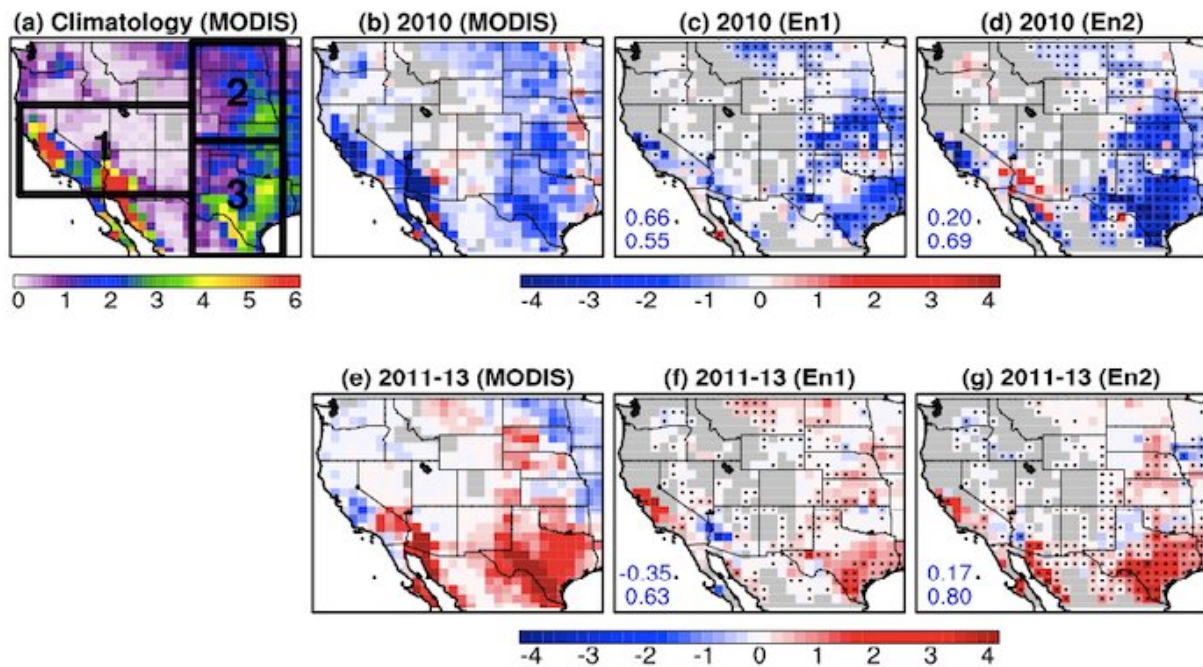 (a) Climatology (MODIS)
(b) 2010 (MODIS)
(c) 2010 (En1)
(d) 2010 (En2)
1
2
3
0.66
0.55
0.20
0.69
0 1 2 3 4 5 6
-4 -3 -2 -1 0 1 2 3 4
(e) 2011-13 (MODIS)
(f) 2011-13 (En1)
(g) 2011-13 (En2)
-0.35
0.63
0.17
0.80
-4 -3 -2 -1 0 1 2 3 4